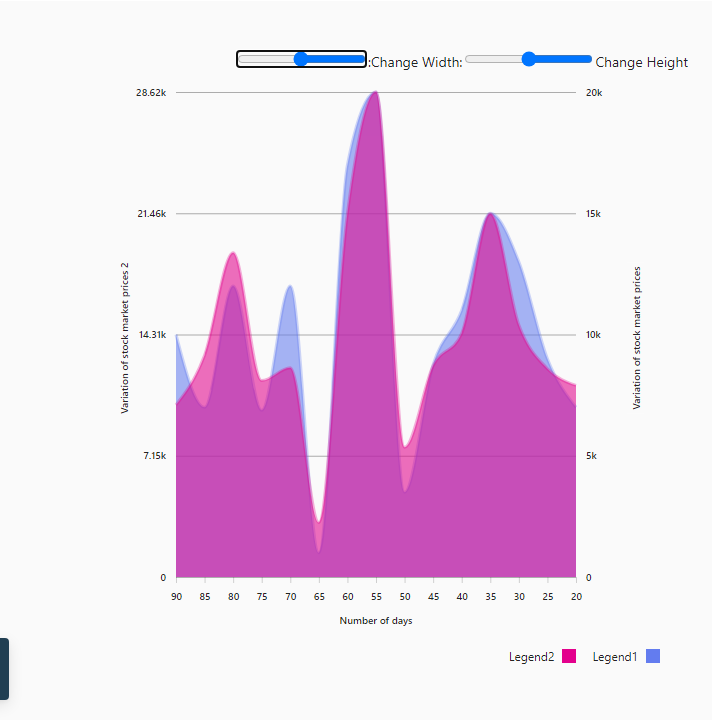 :Change Width: Change Height
28.62k 20k
21.46k 15k
14.31k 10k
7.15k 5k
0 0
Variation of stock market prices 2
Variation of stock market prices
90 85 80 75 70 65 60 55 50 45 40 35 30 25 20
Number of days
Legend2 Legend1